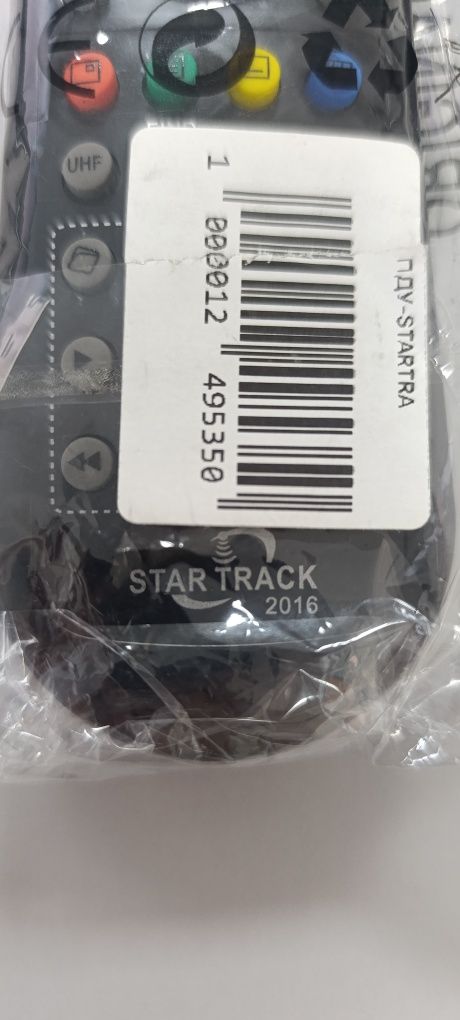 UHF
1 000012 495350
ПДУ-STARTRA
STAR TRACK
2016